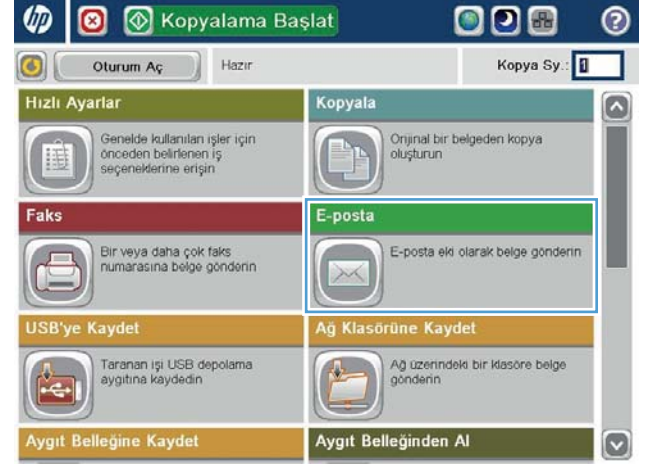 hp Kopyalama Başlat ?
Oturum Aç Hazır Kopya Sy.: 1
Hızlı Ayarlar
Genelde kullanılan işler için
önceden belirlenen iş
seçeneklerine erişin
Kopyala
Orijinal bir belgeden kopya
oluşturun
Faks
Bir veya daha çok faks
numarasına belge gönderin
E-posta
E-posta eki olarak belge gönderin
USB'ye Kaydet
Taranan işi USB depolama
aygıtına kaydedin
Ağ Klasörüne Kaydet
Ağ üzerindeki bir klasöre belge
gönderin
Aygıt Belleğine Kaydet
Aygıt Belleğinden Al